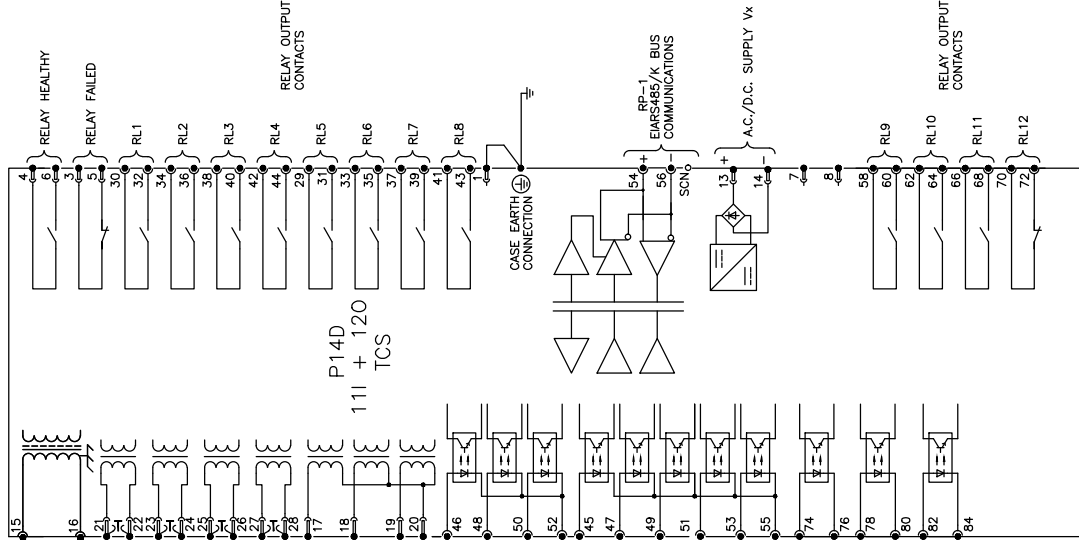 4
6
RELAY HEALTHY
3
5
RELAY FAILED
30
32
RL1
34
36
RL2
38
40
RL3
42
44
RL4
29
31
RL5
33
35
RL6
37
39
RL7
41
43
RL8
RELAY OUTPUT
CONTACTS
1
CASE EARTH
CONNECTION
54
+
56
−
SCN
RP-1
EIARS485/K BUS
COMMUNICATIONS
13
+
14
−
A.C./D.C. SUPPLY Vx
7
8
58
60
RL9
62
64
RL10
66
68
RL11
70
72
RL12
RELAY OUTPUT
CONTACTS
P14D
11I + 12O
TCS
15
16
21
22
23
24
25
26
27
28
17
18
19
20
46
48
50
52
45
47
49
51
53
55
74
76
78
80
82
84